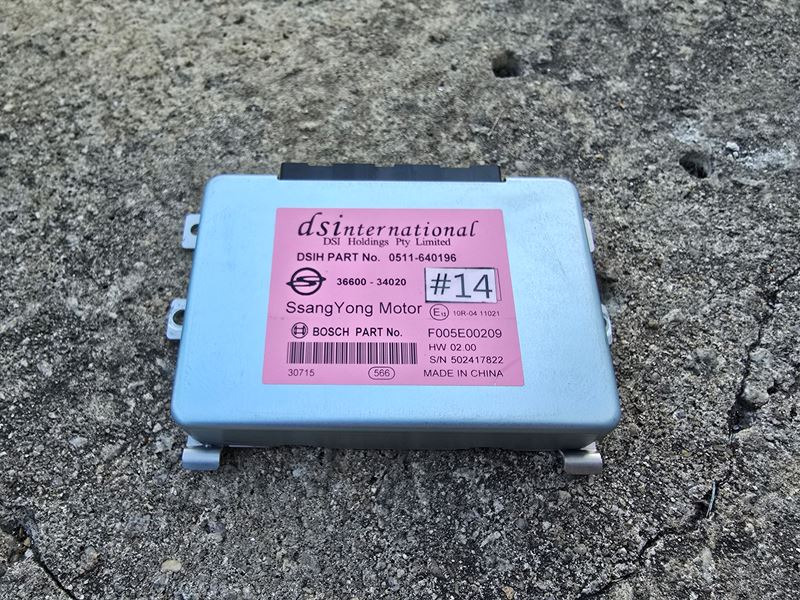 dsinternational
DSI Holdings Pty Limited
DSIH PART No. 0511-640196
36600 - 34020 #14
SsangYong Motor E13 10R-04 11021
BOSCH PART No. F005E00209
HW 02.00
S/N 502417822
30715 566 MADE IN CHINA